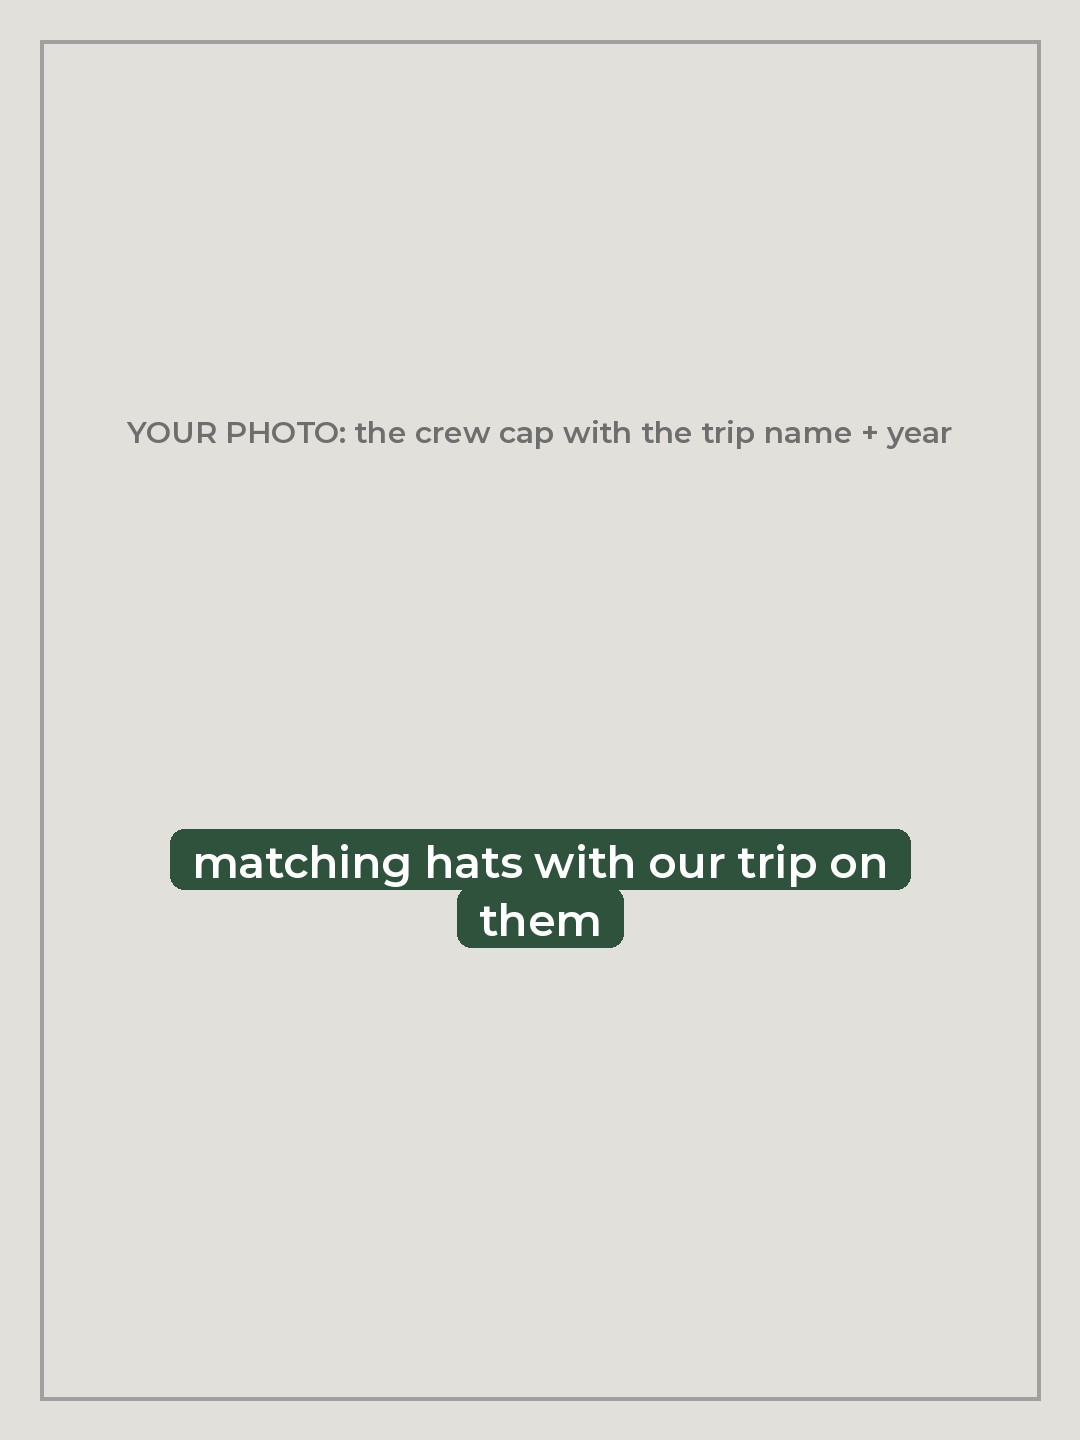 YOUR PHOTO: the crew cap with the trip name + year
matching hats with our trip on
them